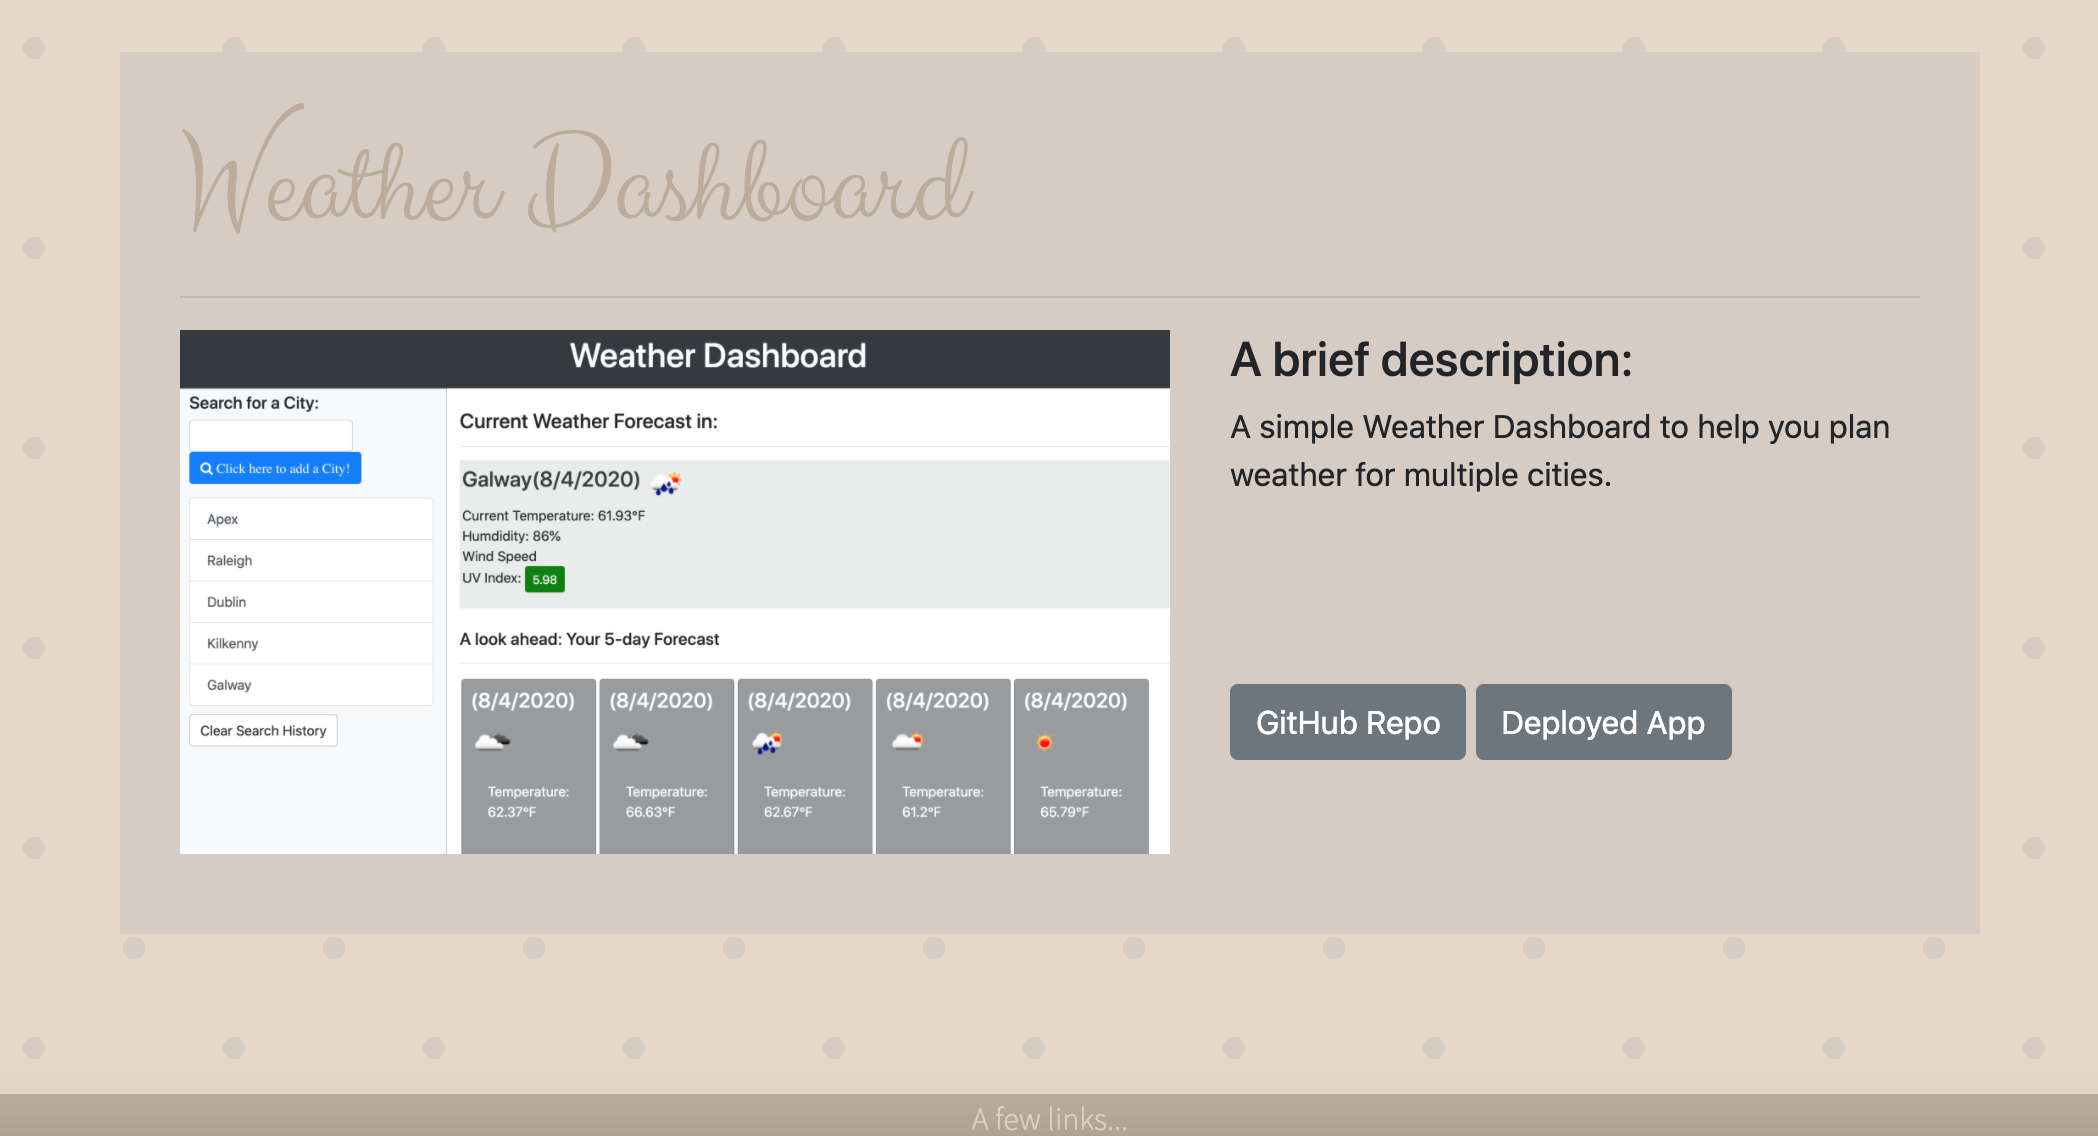 Weather Dashboard
Weather Dashboard
Search for a City:
Click here to add a City!
Apex
Raleigh
Dublin
Kilkenny
Galway
Clear Search History
Current Weather Forecast in:
Galway(8/4/2020)
Current Temperature: 61.93°F
Humdidity: 86%
Wind Speed
UV Index: 5.98
A look ahead: Your 5-day Forecast
(8/4/2020) (8/4/2020) (8/4/2020) (8/4/2020) (8/4/2020)
Temperature: Temperature: Temperature: Temperature: Temperature:
62.37°F 66.63°F 62.67°F 61.2°F 65.79°F
A brief description:
A simple Weather Dashboard to help you plan
weather for multiple cities.
GitHub Repo Deployed App
A few links...